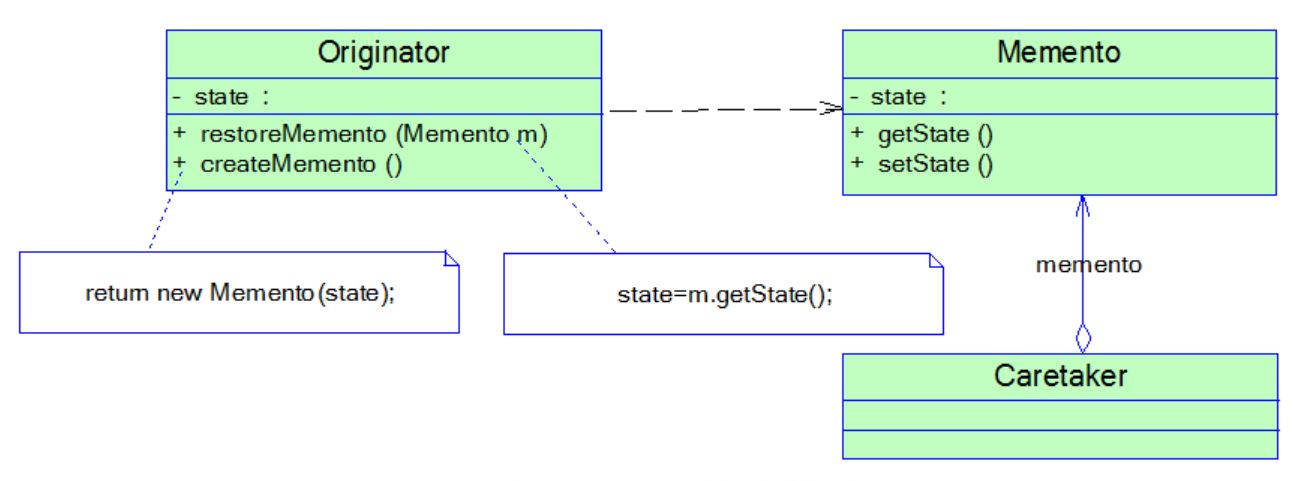 Originator
- state :
+ restoreMemento (Memento m)
+ createMemento ()
Memento
- state :
+ getState ()
+ setState ()
return new Memento(state);
state=m.getState();
memento
Caretaker